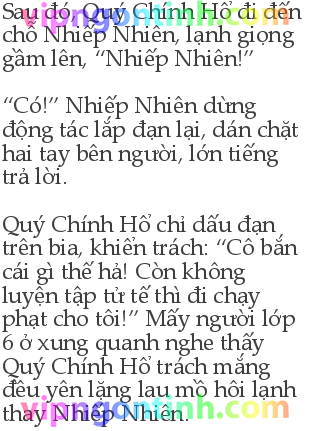 Sau đó, Quý Chính Hổ đi đến
chỗ Nhiếp Nhiên, lạnh giọng
gầm lên, “Nhiếp Nhiên!”
“Có!” Nhiếp Nhiên dừng
động tác lắp đạn lại, dán chặt
hai tay bên người, lớn tiếng
trả lời.
Quý Chính Hổ chỉ dấu đạn
trên bia, khiển trách: “Cô bắn
cái gì thế hả! Còn không
luyện tập tử tế thì đi chạy
phạt cho tôi!” Mấy người lớp
6 ở xung quanh nghe thấy
Quý Chính Hổ trách mắng
đều yên lặng lau mồ hôi lạnh
thay Nhiếp Nhiên.
vipngontinh.com
vipngontinh.com